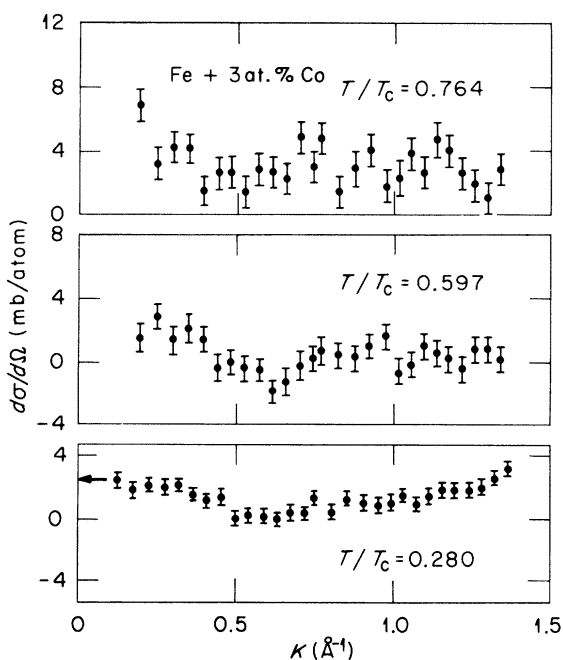 12
8
4
0
Fe + 3 at. % Co
T/Tc = 0.764
8
4
0
-4
T/Tc = 0.597
4
0
-4
T/Tc = 0.280
dσ/dΩ (mb/atom)
0
0.5
1.0
1.5
K (Å⁻¹)